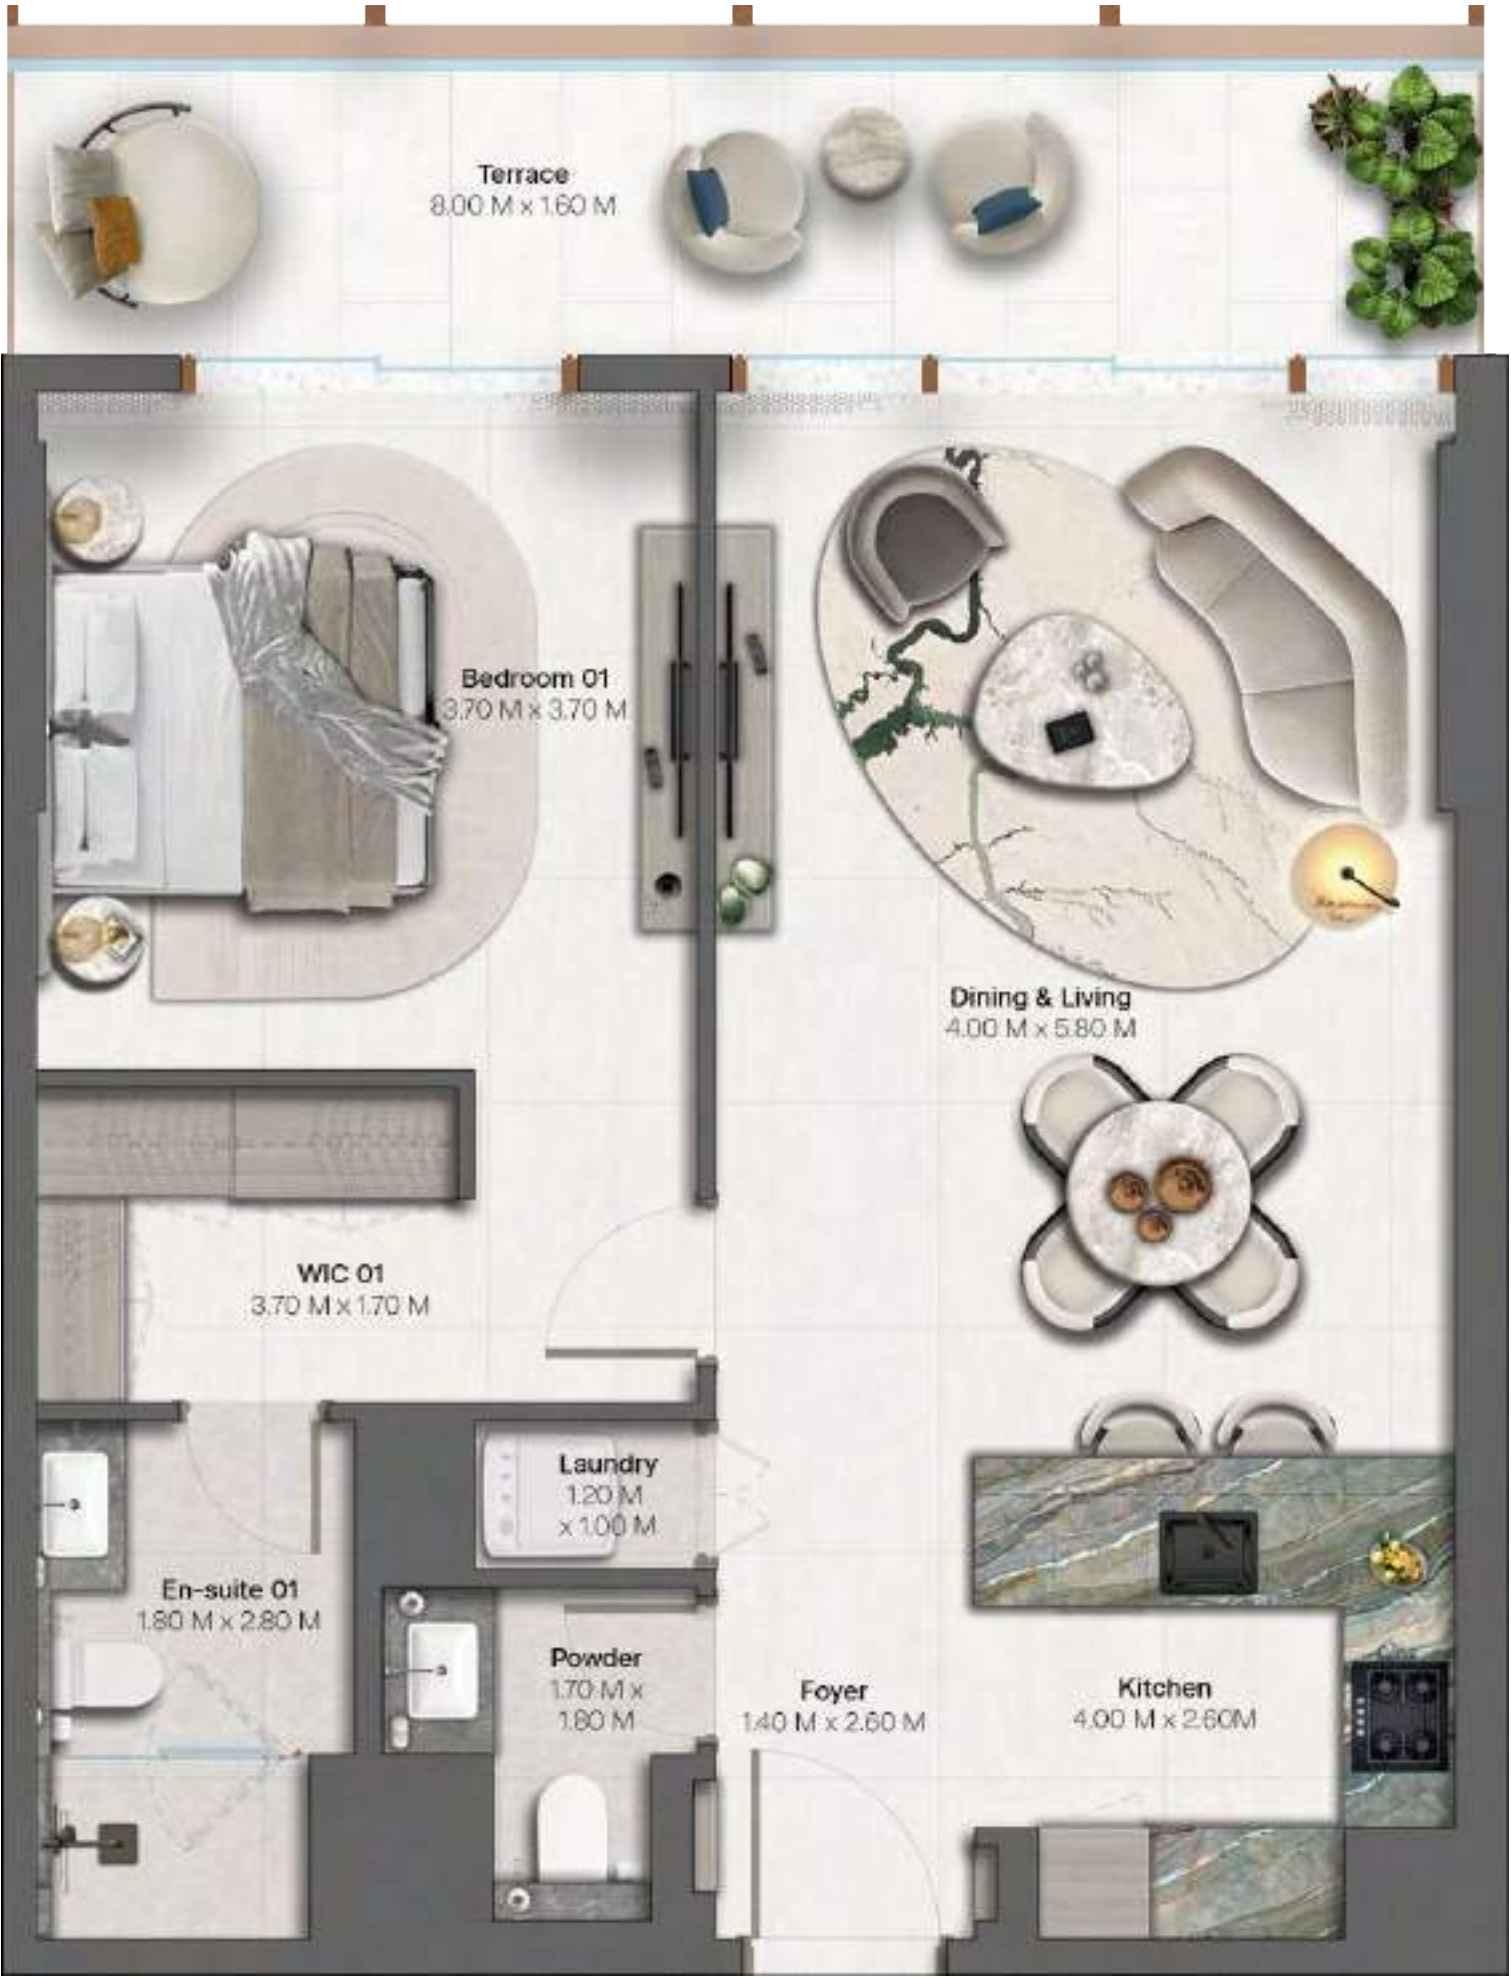 Terrace
8.00 M x 1.60 M
Bedroom 01
3.70 M x 3.70 M
Dining & Living
4.00 M x 5.80 M
WIC 01
3.70 M x 1.70 M
Laundry
1.20 M
x 1.00 M
En-suite 01
1.80 M x 2.80 M
Powder
1.70 M x
1.80 M
Foyer
1.40 M x 2.60 M
Kitchen
4.00 M x 2.60M